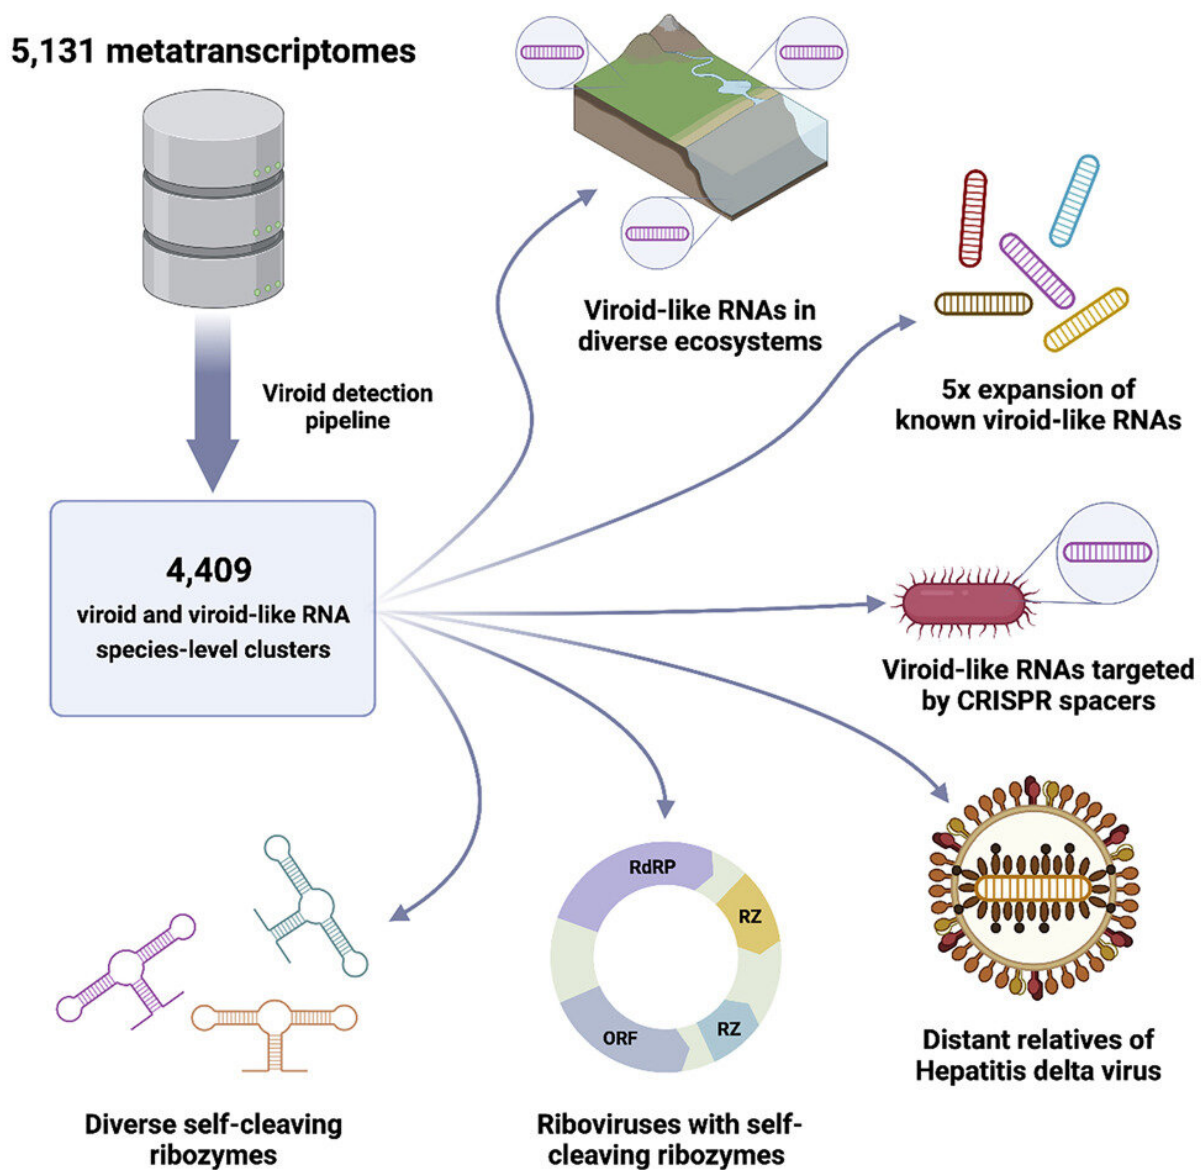 5,131 metatranscriptomes
Viroid detection
pipeline
4,409
viroid and viroid-like RNA
species-level clusters
Viroid-like RNAs in
diverse ecosystems
5x expansion of
known viroid-like RNAs
Viroid-like RNAs targeted
by CRISPR spacers
Distant relatives of
Hepatitis delta virus
RdRP
RZ
RZ
ORF
Riboviruses with self-
cleaving ribozymes
Diverse self-cleaving
ribozymes